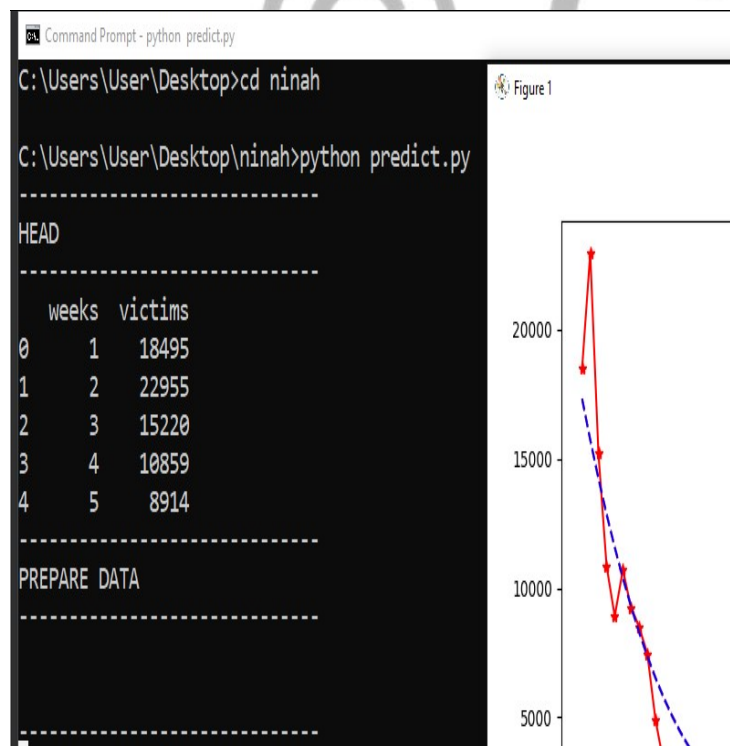 Command Prompt - python predict.py
C:\Users\User\Desktop>cd ninah
C:\Users\User\Desktop\ninah>python predict.py
-----------------------------
HEAD
-----------------------------
weeks victims
0 1 18495
1 2 22955
2 3 15220
3 4 10859
4 5 8914
-----------------------------
PREPARE DATA
-----------------------------
-----------------------------
Figure 1
20000
15000
10000
5000